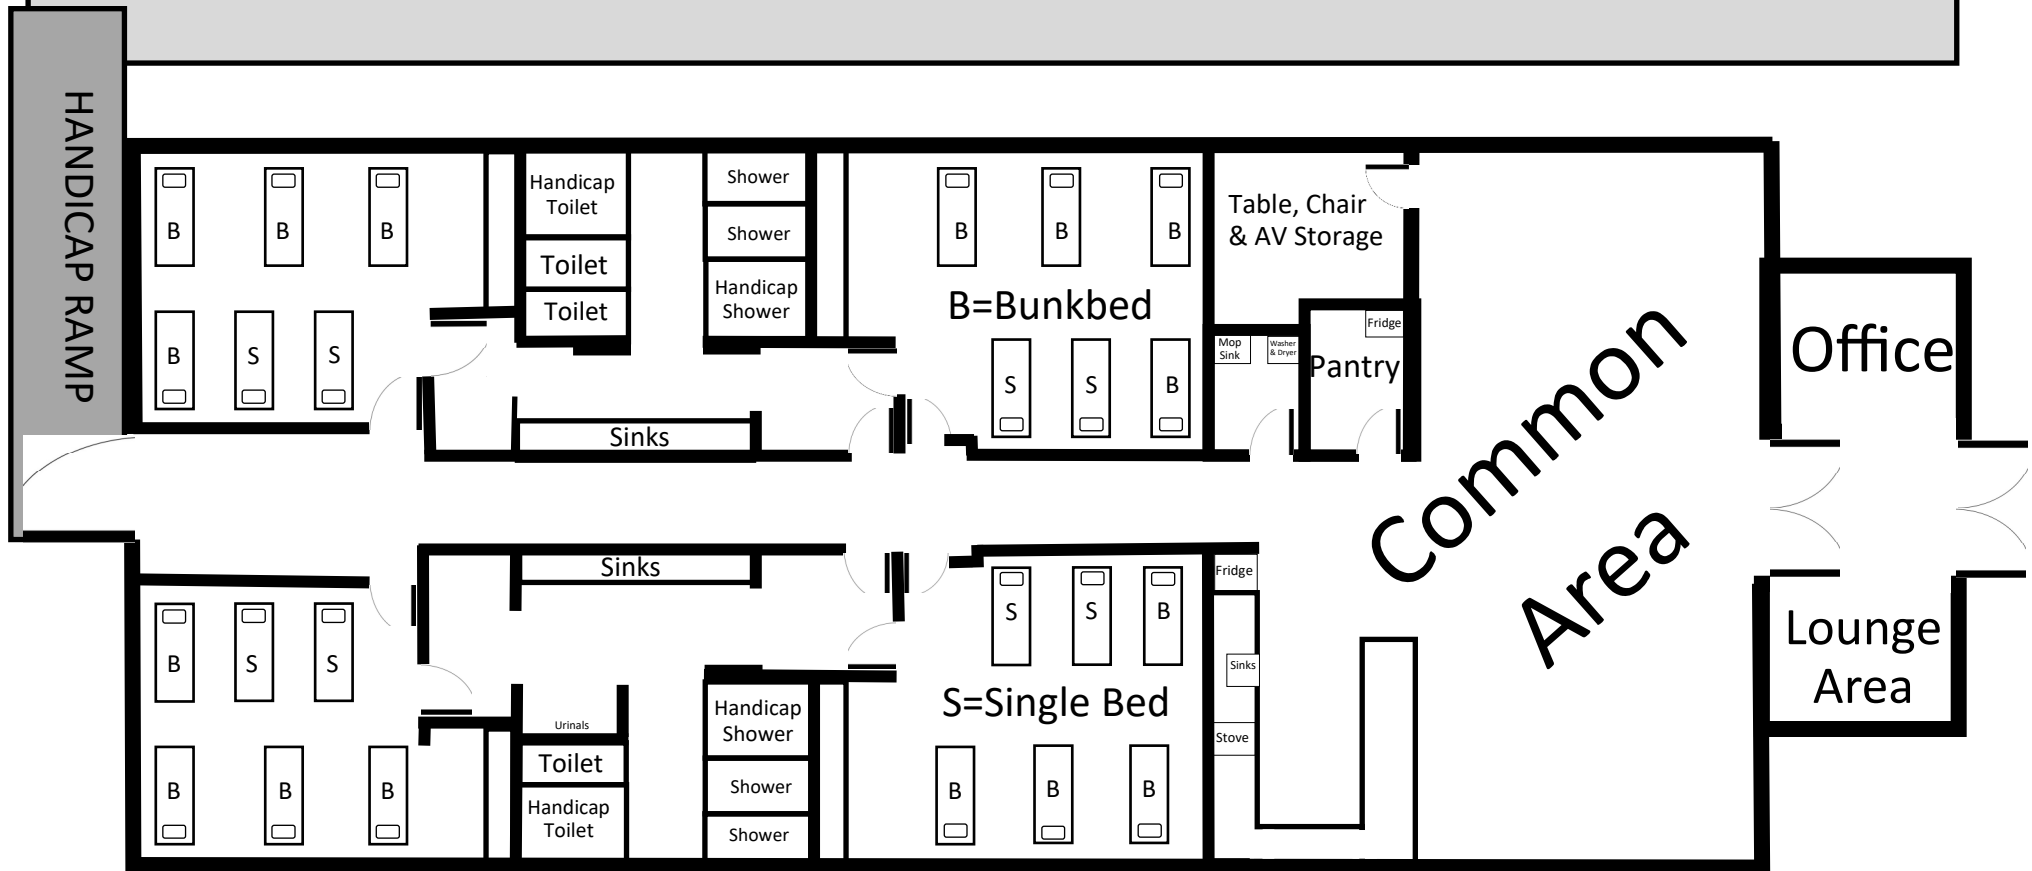 HANDICAP RAMP
B
B
B
B
S
S
Handicap
Toilet
Toilet
Toilet
Shower
Shower
Handicap
Shower
Sinks
B
B
B
B=Bunkbed
S
S
B
Table, Chair
& AV Storage
Mop
Sink
Washer
& Dryer
Fridge
Pantry
Common
Area
Office
Lounge
Area
B
S
S
B
B
B
Sinks
Urinals
Toilet
Handicap
Toilet
Handicap
Shower
Shower
Shower
S
S
B
S=Single Bed
B
B
B
Fridge
Sinks
Stove